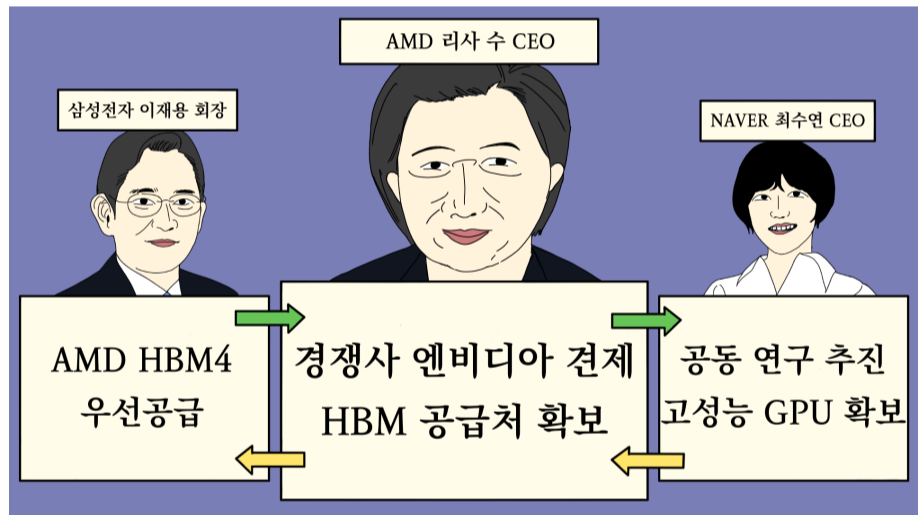 AMD 리사 수 CEO
삼성전자 이재용 회장
NAVER 최수연 CEO
AMD HBM4
우선공급
경쟁사 엔비디아 견제
HBM 공급처 확보
공동 연구 추진
고성능 GPU 확보